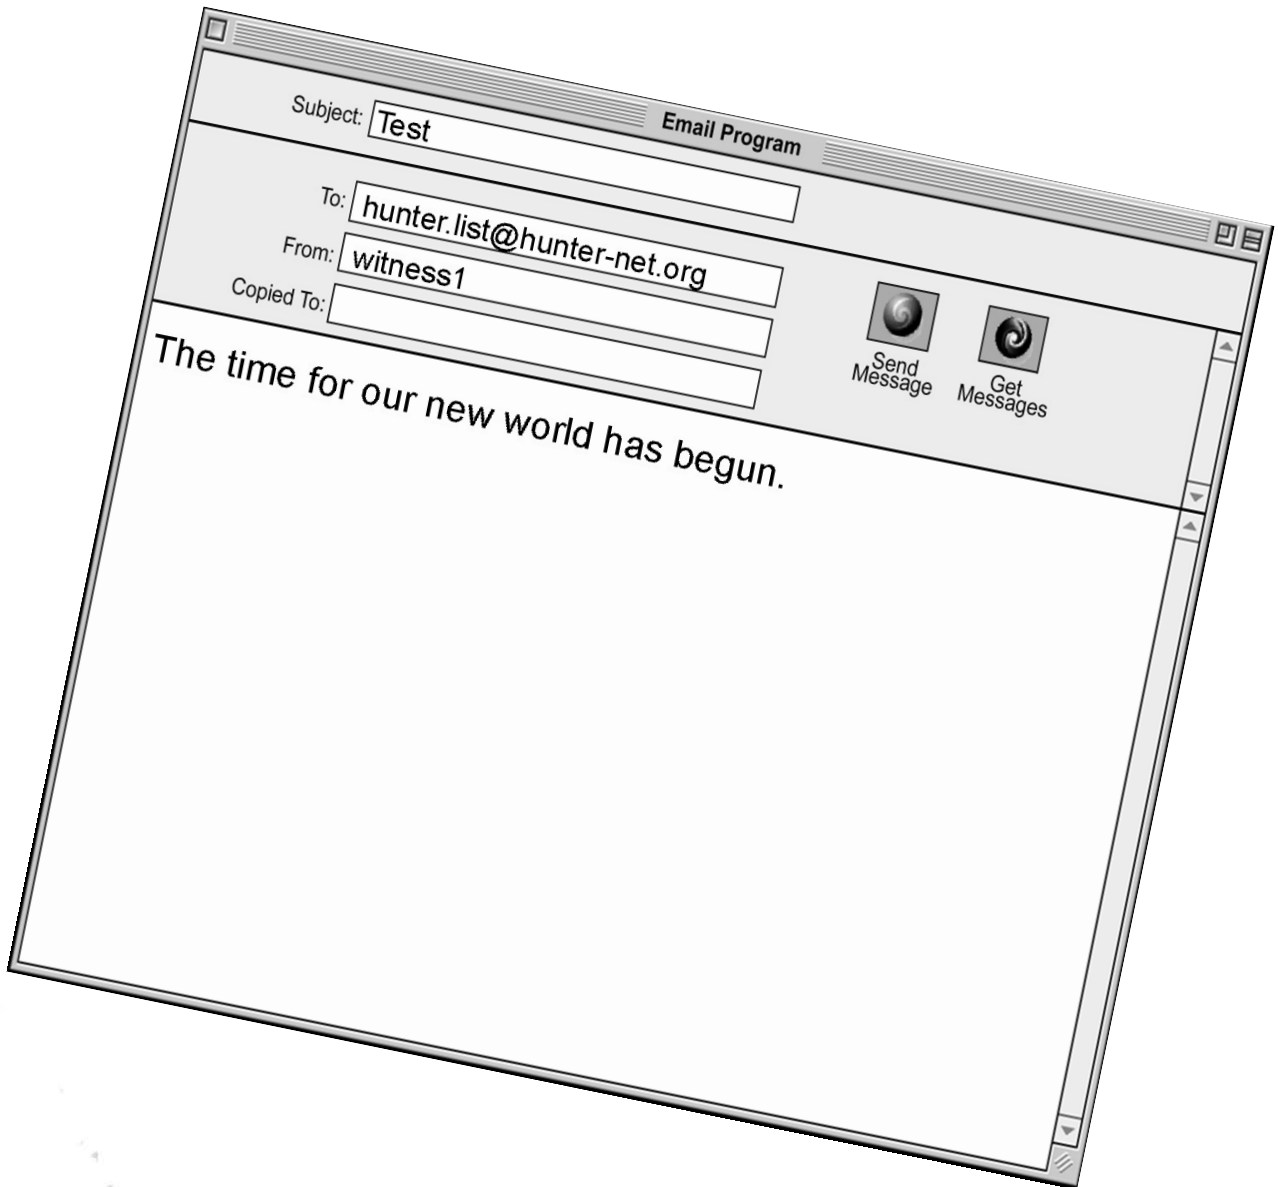 Email Program
Subject: Test
To: hunter.list@hunter-net.org
From: witness1
Copied To:
Send
Message
Get
Messages
The time for our new world has begun.